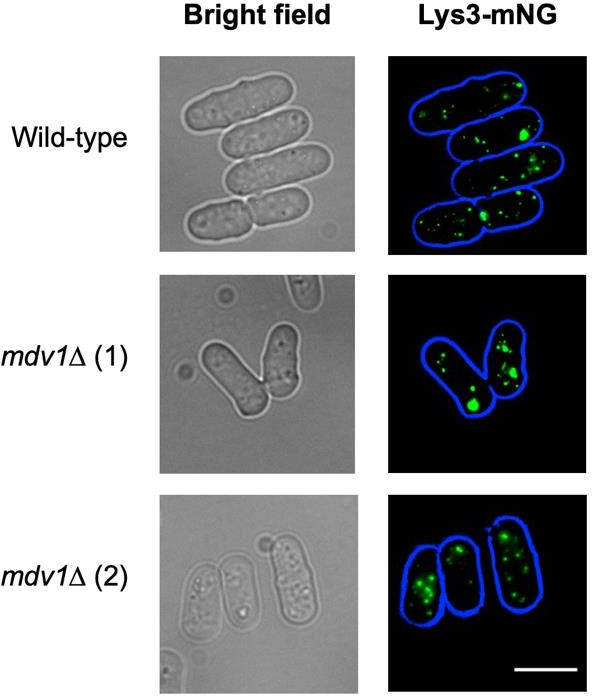 Bright field Lys3-mNG
Wild-type
mdv1Δ (1)
mdv1Δ (2)